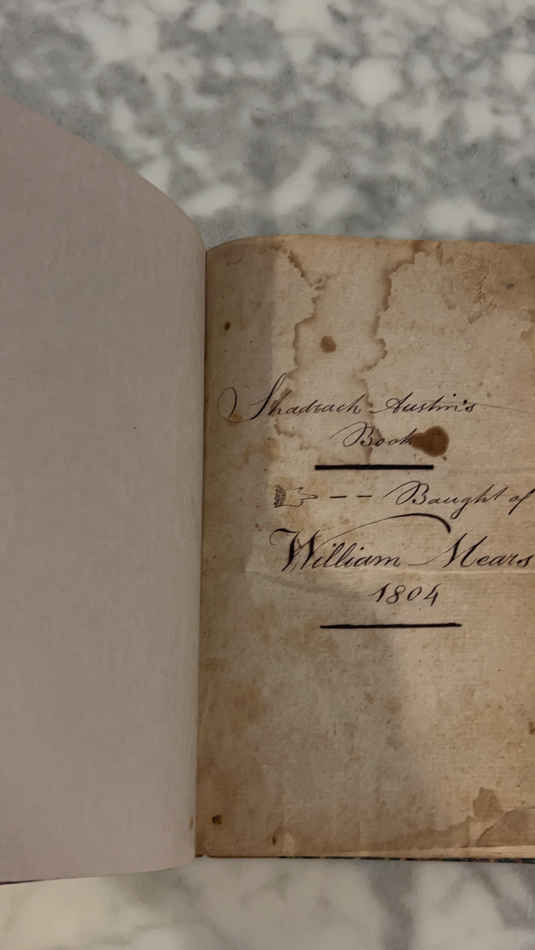 Shadrach Austin's
Book
☞ -- Baught of
William Mears
1804